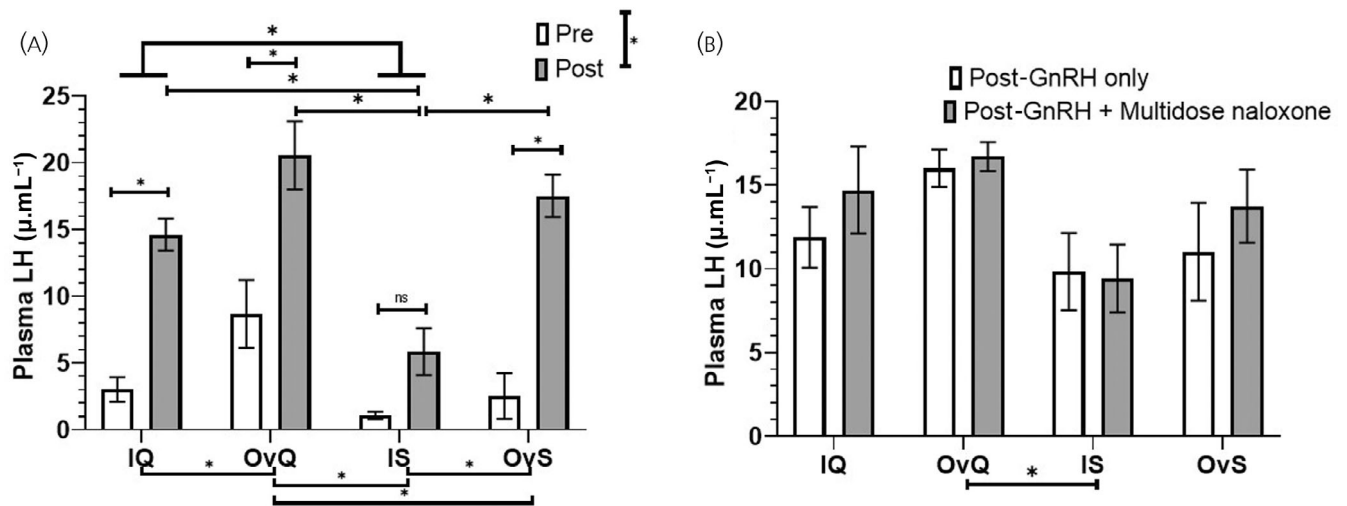 (A)
*
Pre
*
Post
*
*
*
*
*
*
ns
Plasma LH (µ.mL⁻¹)
25
20
15
10
5
0
IQ OvQ IS OvS
* * *
*
(B)
Post-GnRH only
Post-GnRH + Multidose naloxone
Plasma LH (µ.mL⁻¹)
20
15
10
5
0
IQ OvQ IS OvS
*